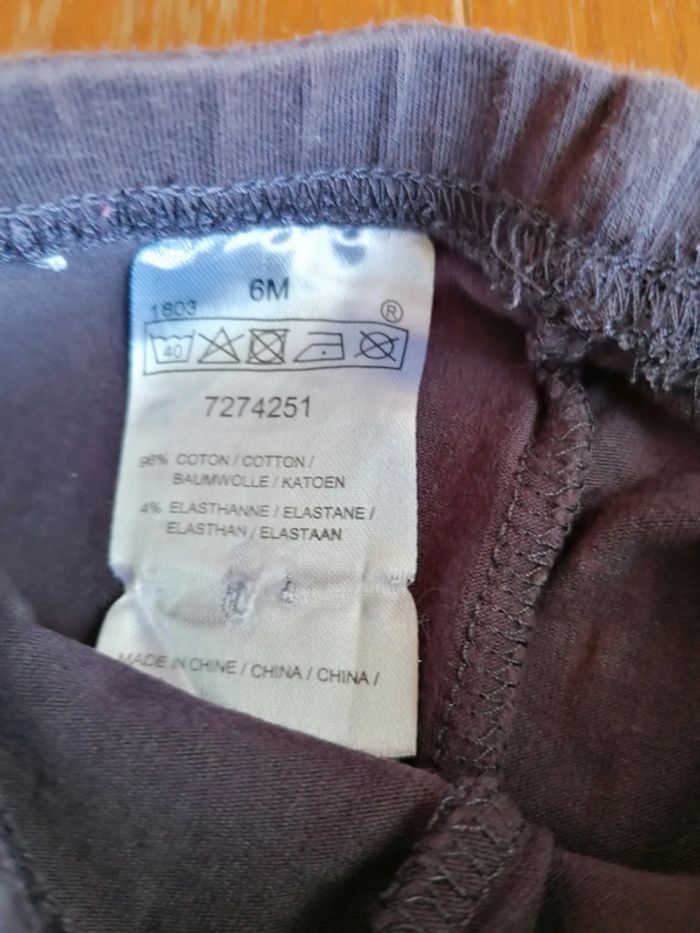 6M
1803
®
40
7274251
96% COTON / COTTON /
BAUMWOLLE / KATOEN
4% ELASTHANNE / ELASTANE /
ELASTHAN / ELASTAAN
MADE IN CHINE / CHINA / CHINA /